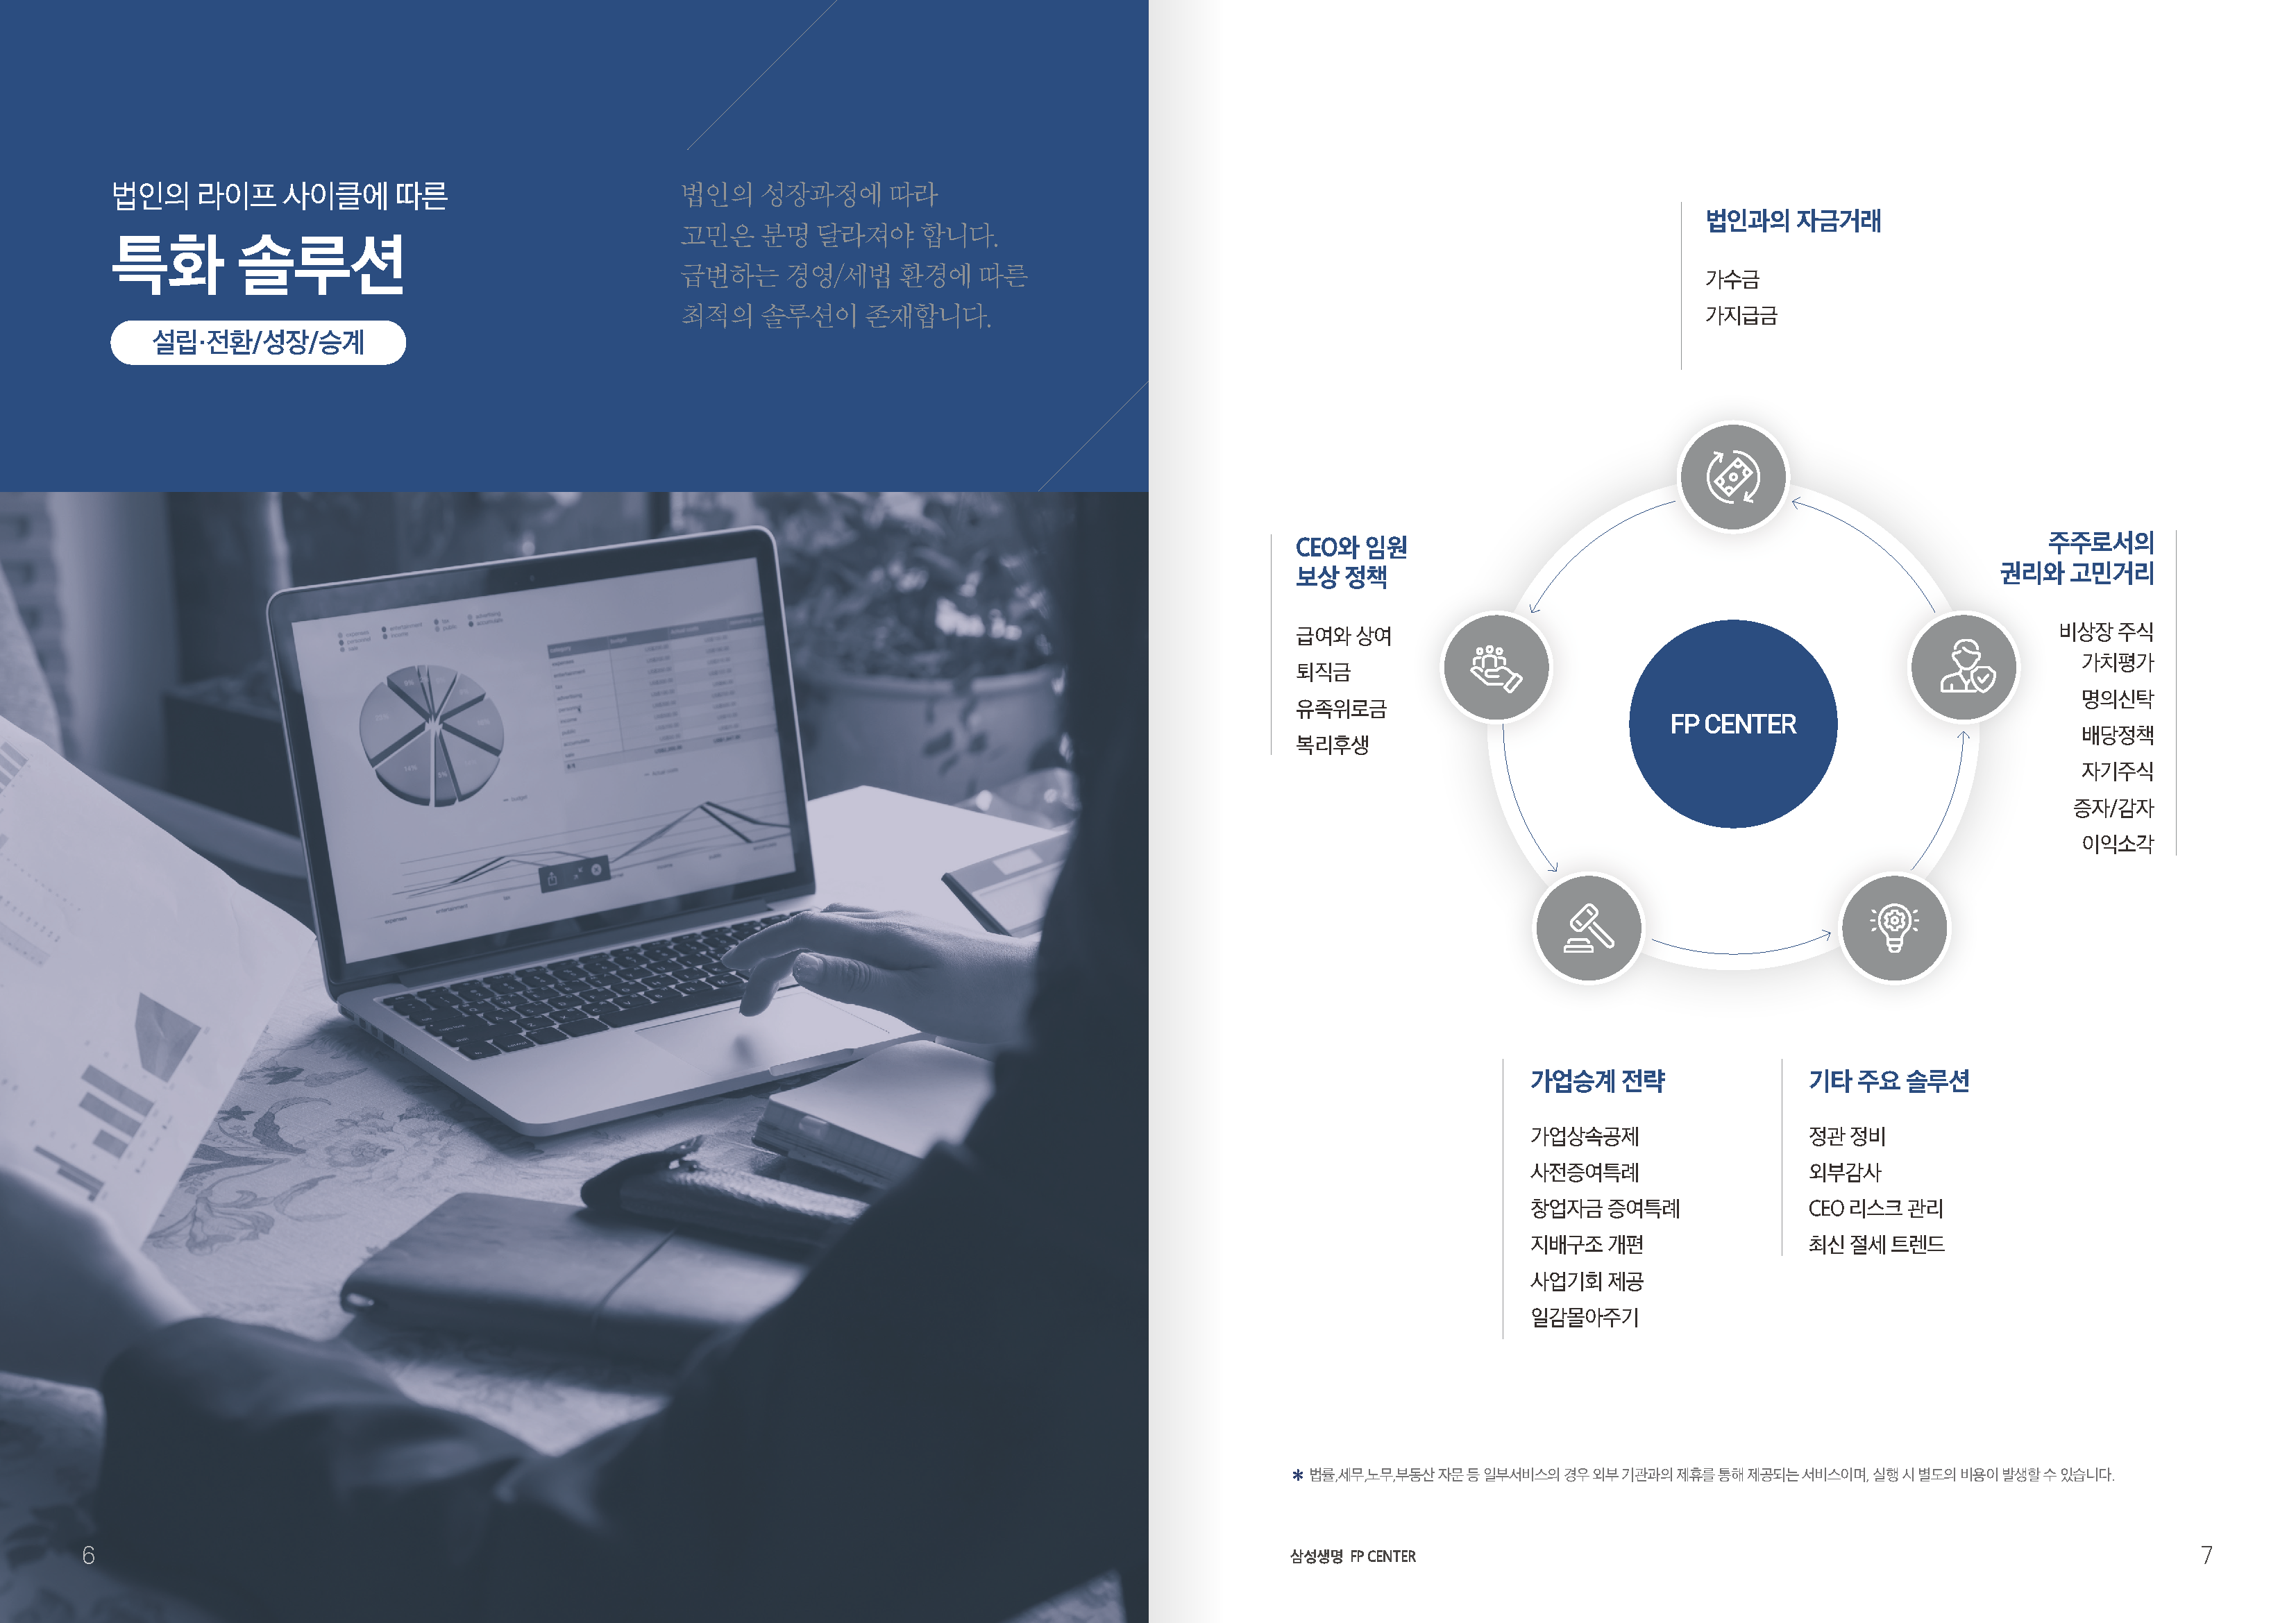 법인의 라이프 사이클에 따른
특화 솔루션
설립·전환/성장/승계
법인의 성장과정에 따라
고민은 분명 달라져야 합니다.
급변하는 경영/세법 환경에 따른
최적의 솔루션이 존재합니다.
6
법인과의 자금거래
가수금
가지급금
CEO와 임원
보상 정책
급여와 상여
퇴직금
유족위로금
복리후생
주주로서의
권리와 고민거리
비상장 주식
가치평가
명의신탁
배당정책
자기주식
증자/감자
이익소각
FP CENTER
가업승계 전략
가업상속공제
사전증여특례
창업자금 증여특례
지배구조 개편
사업기회 제공
일감몰아주기
기타 주요 솔루션
정관 정비
외부감사
CEO 리스크 관리
최신 절세 트렌드
* 법률,세무,노무,부동산 자문 등 일부서비스의 경우 외부 기관과의 제휴를 통해 제공되는 서비스이며, 실행 시 별도의 비용이 발생할 수 있습니다.
삼성생명 FP CENTER
7